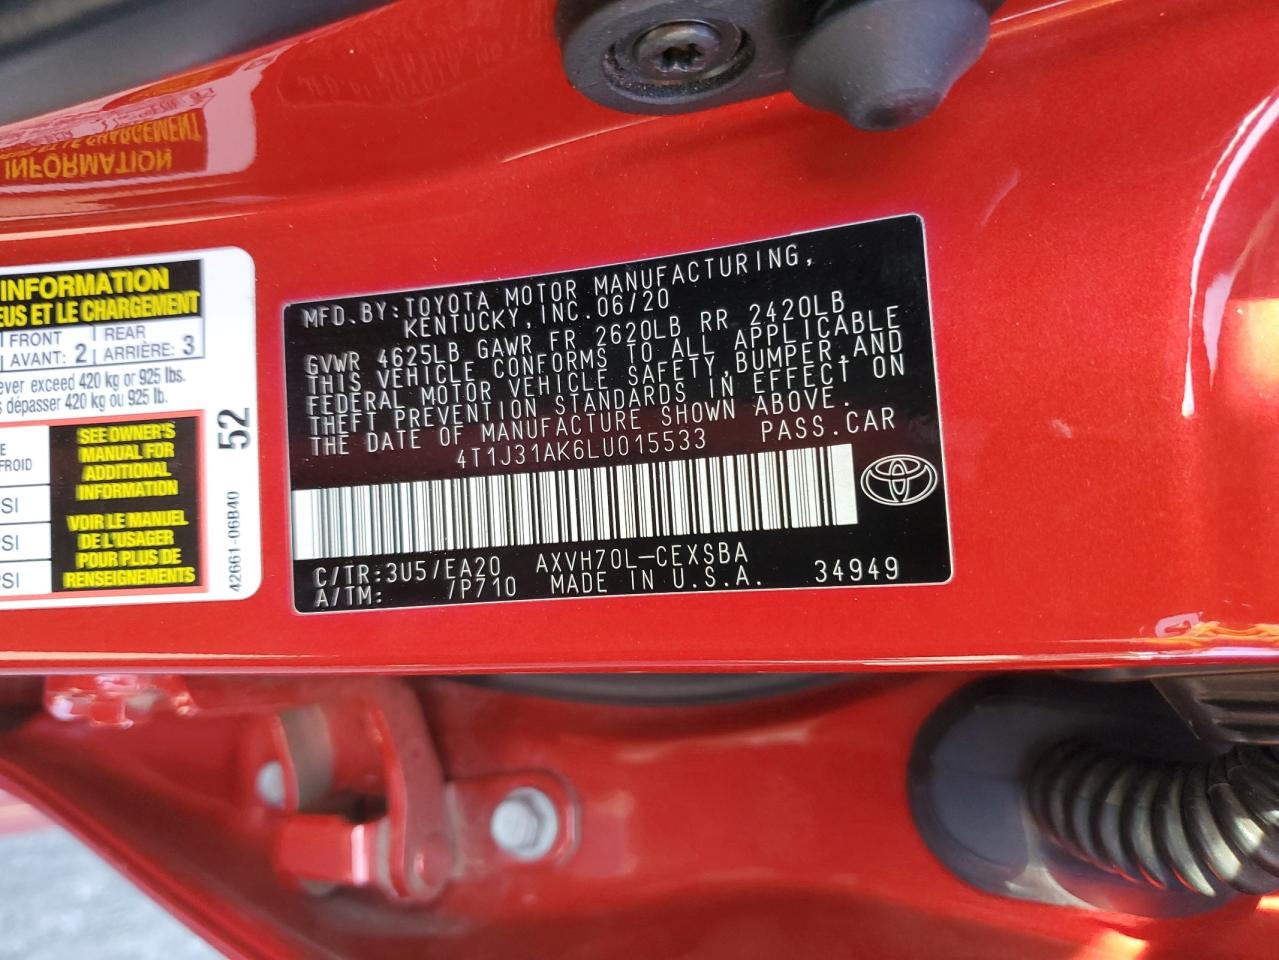 INFORMATION
INFORMATION
EUS ET LE CHARGEMENT
FRONT REAR
AVANT: 2 ARRIÈRE: 3
ever exceed 420 kg or 925 lbs.
s dépasser 420 kg ou 925 lb.
E
FROID
SI
PSI
PSI
SEE OWNER'S
MANUAL FOR
ADDITIONAL
INFORMATION
VOIR LE MANUEL
DE L'USAGER
POUR PLUS DE
RENSEIGNEMENTS
52
42661-06B40
MFD.BY:TOYOTA MOTOR MANUFACTURING,
KENTUCKY,INC.06/20
GVWR 4625LB GAWR FR 2620LB RR 2420LB
THIS VEHICLE CONFORMS TO ALL APPLICABLE
FEDERAL MOTOR VEHICLE SAFETY,BUMPER,AND
THEFT PREVENTION STANDARDS IN EFFECT ON
THE DATE OF MANUFACTURE SHOWN ABOVE.
4T1J31AK6LU015533 PASS.CAR
C/TR:3U5/EA20 AXVH70L-CEXSBA
A/TM: /P710 MADE IN U.S.A. 34949